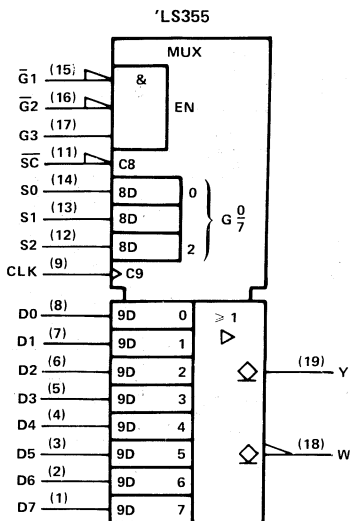 'LS355
MUX
G̅1 (15) & EN
G̅2 (16)
G3 (17)
S̅C̅ (11) C8
S0 (14) 8D 0
S1 (13) 8D G 0/7
S2 (12) 8D 2
CLK (9) C9
D0 (8) 9D 0 ≥ 1
D1 (7) 9D 1 ▷
D2 (6) 9D 2 (19) Y
D3 (5) 9D 3
D4 (4) 9D 4
D5 (3) 9D 5 (18) W
D6 (2) 9D 6
D7 (1) 9D 7